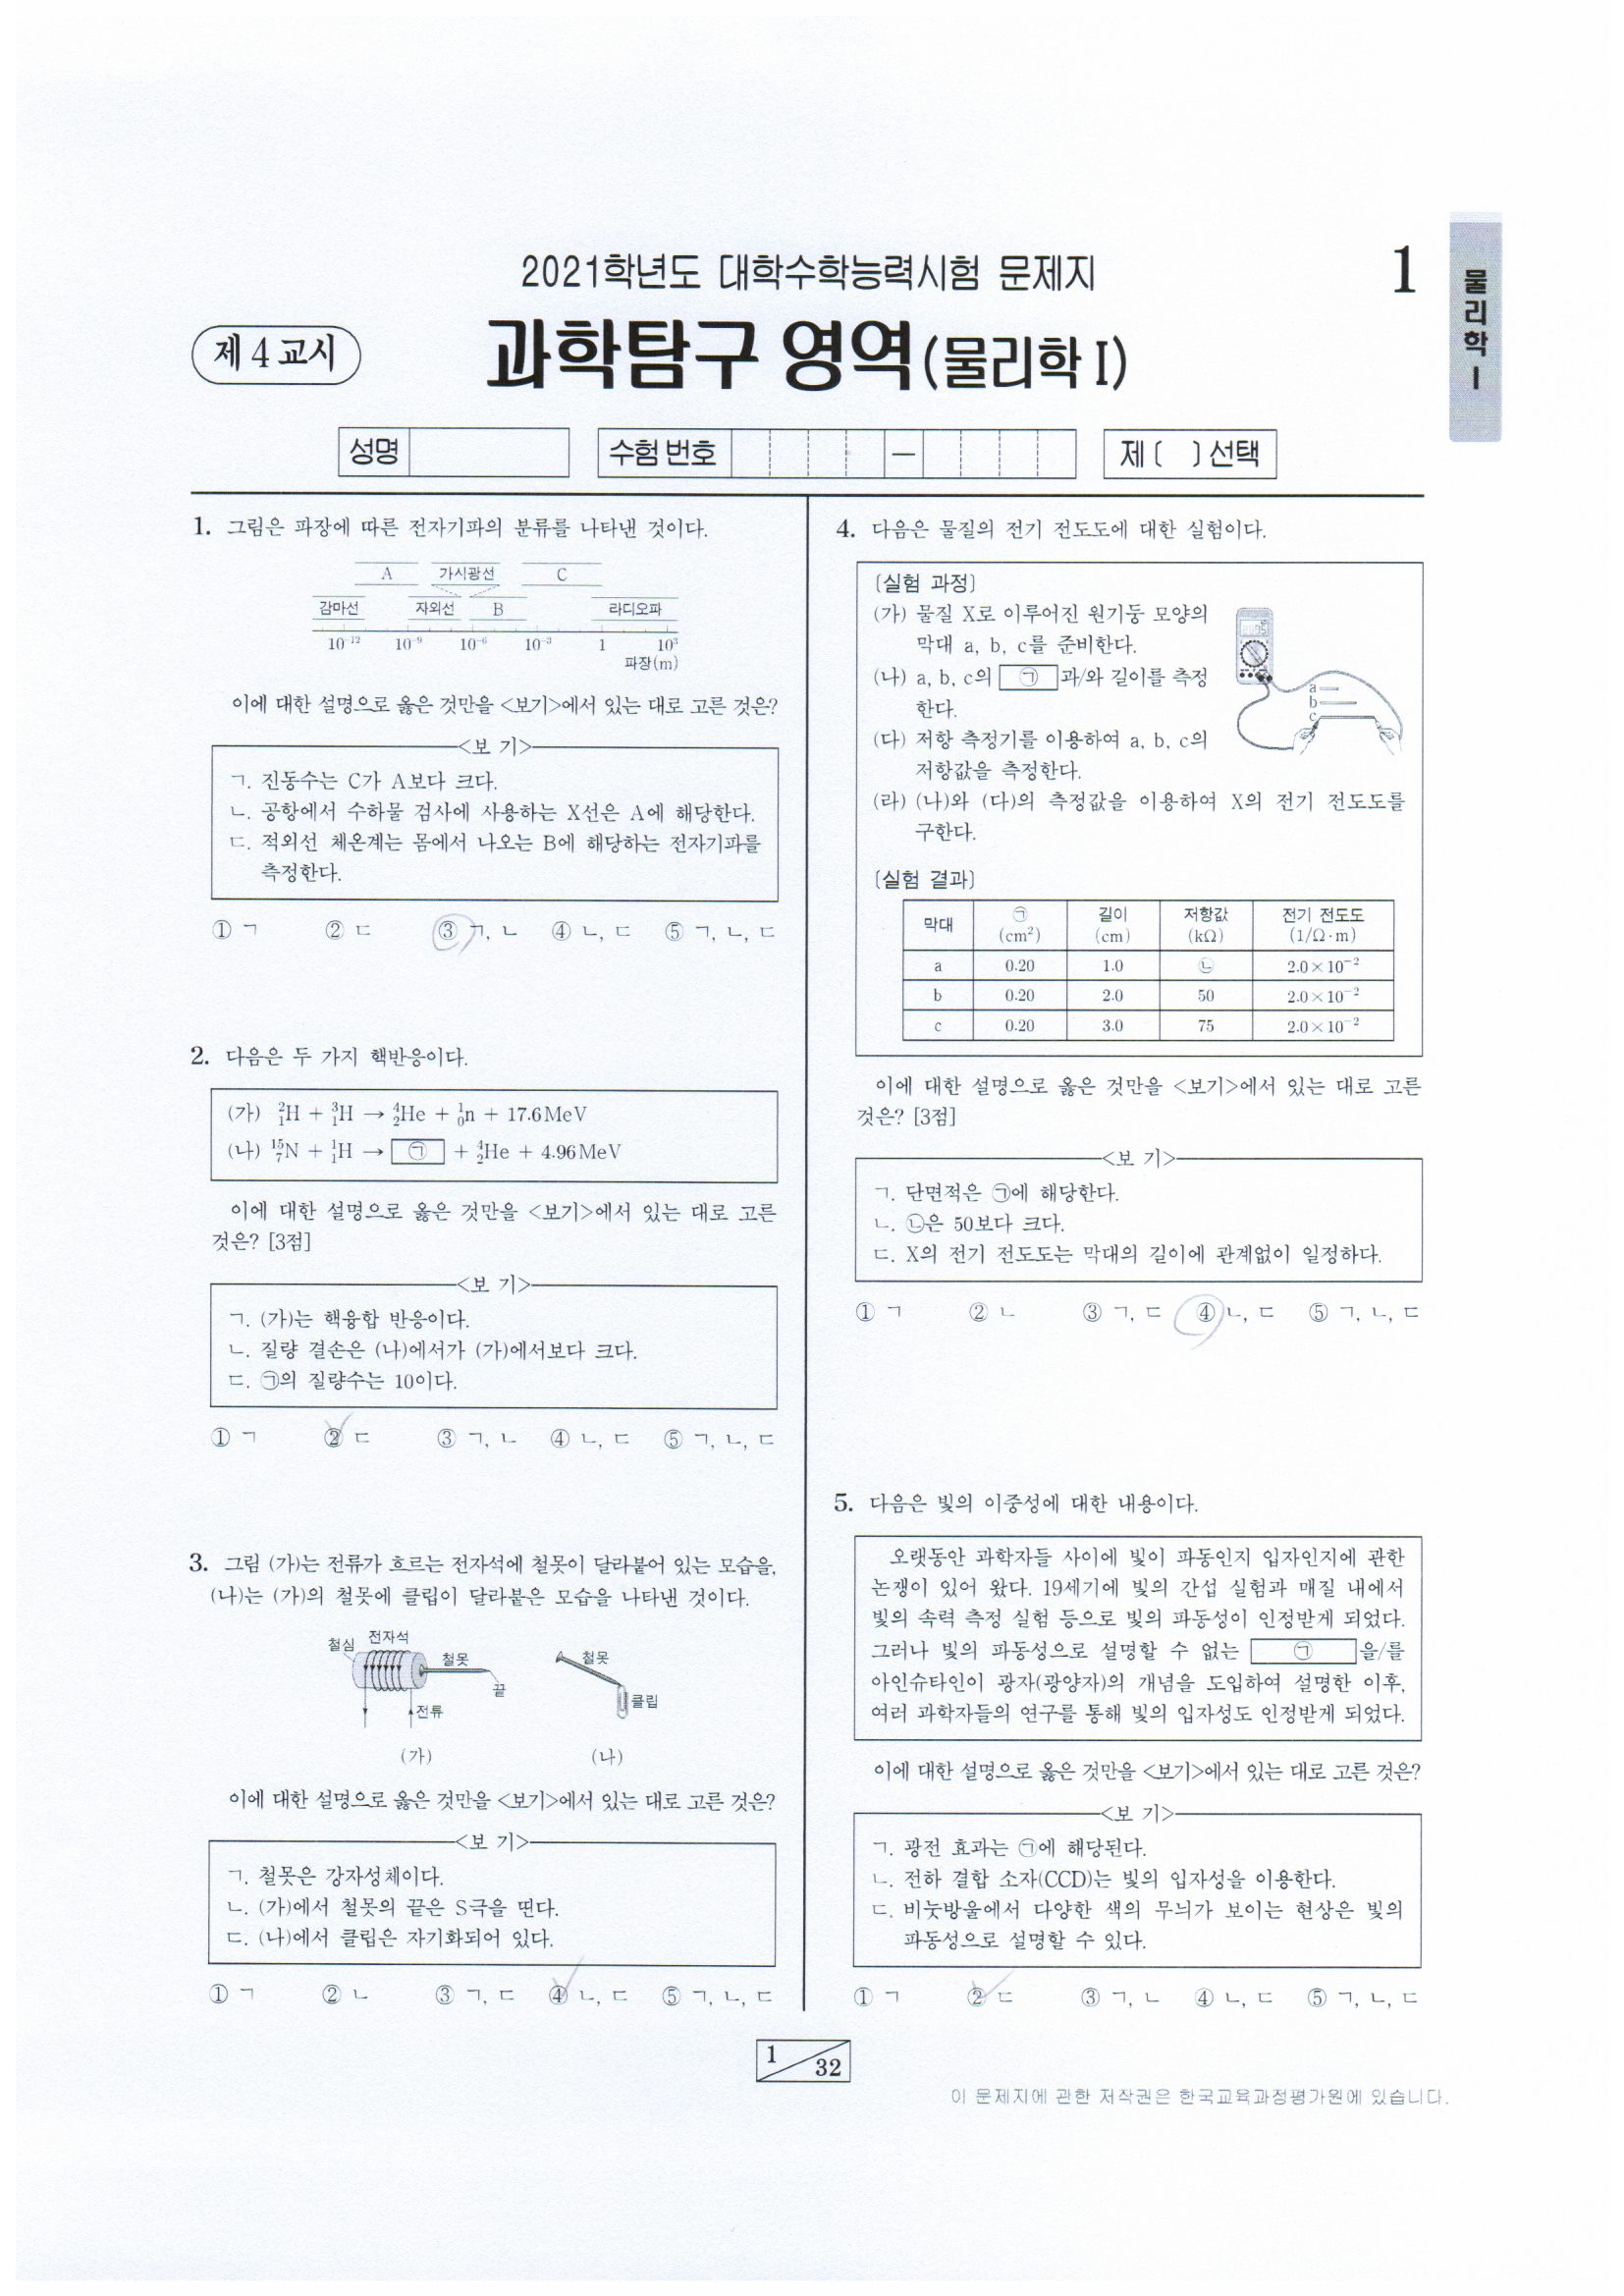 2021학년도 대학수학능력시험 문제지
1
제 4 교시
과학탐구 영역(물리학 I)
물리학 I
성명
수험 번호
—
제 ( ) 선택
1. 그림은 파장에 따른 전자기파의 분류를 나타낸 것이다.
A 가시광선 C
감마선 자외선 B 라디오파
10⁻¹² 10⁻⁹ 10⁻⁶ 10⁻³ 1 10³
파장(m)
이에 대한 설명으로 옳은 것만을 <보기>에서 있는 대로 고른 것은?
<보 기>
ㄱ. 진동수는 C가 A보다 크다.
ㄴ. 공항에서 수하물 검사에 사용하는 X선은 A에 해당한다.
ㄷ. 적외선 체온계는 몸에서 나오는 B에 해당하는 전자기파를
측정한다.
① ㄱ ② ㄷ ③ ㄱ, ㄴ ④ ㄴ, ㄷ ⑤ ㄱ, ㄴ, ㄷ
2. 다음은 두 가지 핵반응이다.
(가) ²₁H + ³₁H → ⁴₂He + ¹₀n + 17.6MeV
(나) ¹⁵₇N + ¹₁H → ㉠ + ⁴₂He + 4.96MeV
이에 대한 설명으로 옳은 것만을 <보기>에서 있는 대로 고른
것은? [3점]
<보 기>
ㄱ. (가)는 핵융합 반응이다.
ㄴ. 질량 결손은 (나)에서가 (가)에서보다 크다.
ㄷ. ㉠의 질량수는 10이다.
① ㄱ ② ㄷ ③ ㄱ, ㄴ ④ ㄴ, ㄷ ⑤ ㄱ, ㄴ, ㄷ
3. 그림 (가)는 전류가 흐르는 전자석에 철못이 달라붙어 있는 모습을,
(나)는 (가)의 철못에 클립이 달라붙은 모습을 나타낸 것이다.
철심 전자석 철못 끝 전류
철못 클립
(가) (나)
이에 대한 설명으로 옳은 것만을 <보기>에서 있는 대로 고른 것은?
<보 기>
ㄱ. 철못은 강자성체이다.
ㄴ. (가)에서 철못의 끝은 S극을 띤다.
ㄷ. (나)에서 클립은 자기화되어 있다.
① ㄱ ② ㄴ ③ ㄱ, ㄷ ④ ㄴ, ㄷ ⑤ ㄱ, ㄴ, ㄷ
4. 다음은 물질의 전기 전도도에 대한 실험이다.
[실험 과정]
(가) 물질 X로 이루어진 원기둥 모양의
막대 a, b, c를 준비한다.
(나) a, b, c의 ㉠ 과/와 길이를 측정
한다.
(다) 저항 측정기를 이용하여 a, b, c의
저항값을 측정한다.
(라) (나)와 (다)의 측정값을 이용하여 X의 전기 전도도를
구한다.
a
b
c
[실험 결과]
막대 ㉠ (cm²) 길이 (cm) 저항값 (kΩ) 전기 전도도 (1/Ω·m)
a 0.20 1.0 ㉡ 2.0×10⁻²
b 0.20 2.0 50 2.0×10⁻²
c 0.20 3.0 75 2.0×10⁻²
이에 대한 설명으로 옳은 것만을 <보기>에서 있는 대로 고른
것은? [3점]
<보 기>
ㄱ. 단면적은 ㉠에 해당한다.
ㄴ. ㉡은 50보다 크다.
ㄷ. X의 전기 전도도는 막대의 길이에 관계없이 일정하다.
① ㄱ ② ㄴ ③ ㄱ, ㄷ ④ ㄴ, ㄷ ⑤ ㄱ, ㄴ, ㄷ
5. 다음은 빛의 이중성에 대한 내용이다.
오랫동안 과학자들 사이에 빛이 파동인지 입자인지에 관한
논쟁이 있어 왔다. 19세기에 빛의 간섭 실험과 매질 내에서
빛의 속력 측정 실험 등으로 빛의 파동성이 인정받게 되었다.
그러나 빛의 파동성으로 설명할 수 없는 ㉠ 을/를
아인슈타인이 광자(광양자)의 개념을 도입하여 설명한 이후,
여러 과학자들의 연구를 통해 빛의 입자성도 인정받게 되었다.
이에 대한 설명으로 옳은 것만을 <보기>에서 있는 대로 고른 것은?
<보 기>
ㄱ. 광전 효과는 ㉠에 해당된다.
ㄴ. 전하 결합 소자(CCD)는 빛의 입자성을 이용한다.
ㄷ. 비눗방울에서 다양한 색의 무늬가 보이는 현상은 빛의
파동성으로 설명할 수 있다.
① ㄱ ② ㄷ ③ ㄱ, ㄴ ④ ㄴ, ㄷ ⑤ ㄱ, ㄴ, ㄷ
1 / 32
이 문제지에 관한 저작권은 한국교육과정평가원에 있습니다.